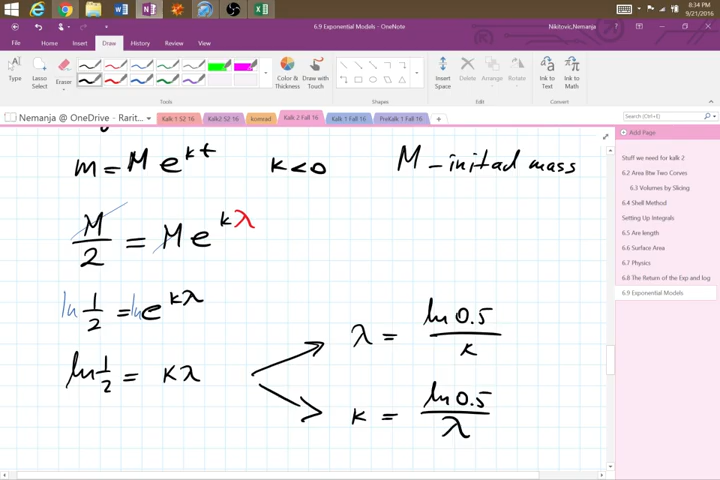 8:34 PM
9/21/2016
6.9 Exponential Models - OneNote
Nikitovic,Nemanja
File Home Insert Draw History Review View
Type
Lasso Select
Eraser
Color & Thickness
Draw with Touch
Insert Space
Delete
Arrange
Rotate
Ink to Text
Ink to Math
Tools
Shapes
Edit
Convert
Nemanja @ OneDrive - Rarit...
Kalk 1 S2 16
Kalk2 S2 16
komrad
Kalk 2 Fall 16
Kalk 1 Fall 16
PreKalk 1 Fall 16
Search (Ctrl+E)
Add Page
Stuff we need for kalk 2
6.2 Area Btw Two Corves
6.3 Volumes by Slicing
6.4 Shell Method
Setting Up Integrals
6.5 Arc length
6.6 Surface Area
6.7 Physics
6.8 The Return of the Exp and log
6.9 Exponential Models
m = M e^{kt} k<0 M - initial mass
M/2 = M e^{kλ}
ln 1/2 = ln e^{kλ}
ln 1/2 = kλ
λ = ln 0.5 / k
k = ln 0.5 / λ